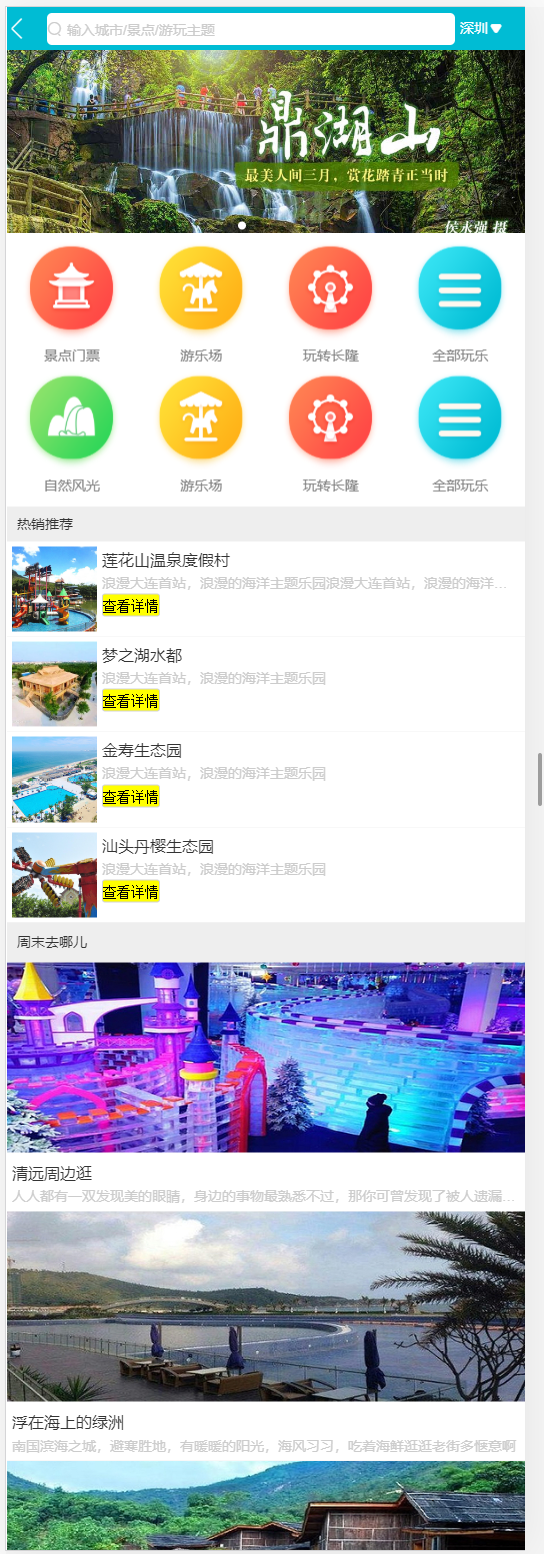 输入城市/景点/游玩主题
深圳
鼎湖山
最美人间三月，赏花踏青正当时
侯永强 摄
景点门票 游乐场 玩转长隆 全部玩乐
自然风光 游乐场 玩转长隆 全部玩乐
热销推荐
莲花山温泉度假村
浪漫大连首站，浪漫的海洋主题乐园浪漫大连首站，浪漫的海洋...
查看详情
梦之湖水都
浪漫大连首站，浪漫的海洋主题乐园
查看详情
金寿生态园
浪漫大连首站，浪漫的海洋主题乐园
查看详情
汕头丹樱生态园
浪漫大连首站，浪漫的海洋主题乐园
查看详情
周末去哪儿
清远周边逛
人人都有一双发现美的眼睛，身边的事物最熟悉不过，那你可曾发现了被人遗漏...
浮在海上的绿洲
南国滨海之城，避寒胜地，有暖暖的阳光，海风习习，吃着海鲜逛逛老街多惬意啊